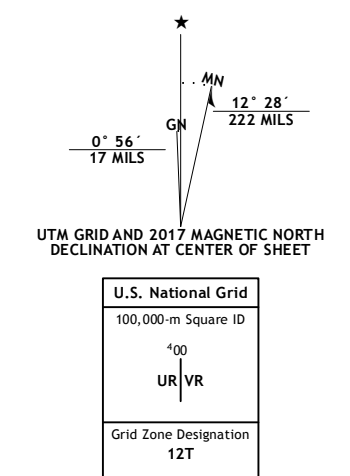 ★
MN
GN
12° 28´
222 MILS
0° 56´
17 MILS
UTM GRID AND 2017 MAGNETIC NORTH
DECLINATION AT CENTER OF SHEET
U.S. National Grid
100,000-m Square ID
⁴00
UR VR
Grid Zone Designation
12T